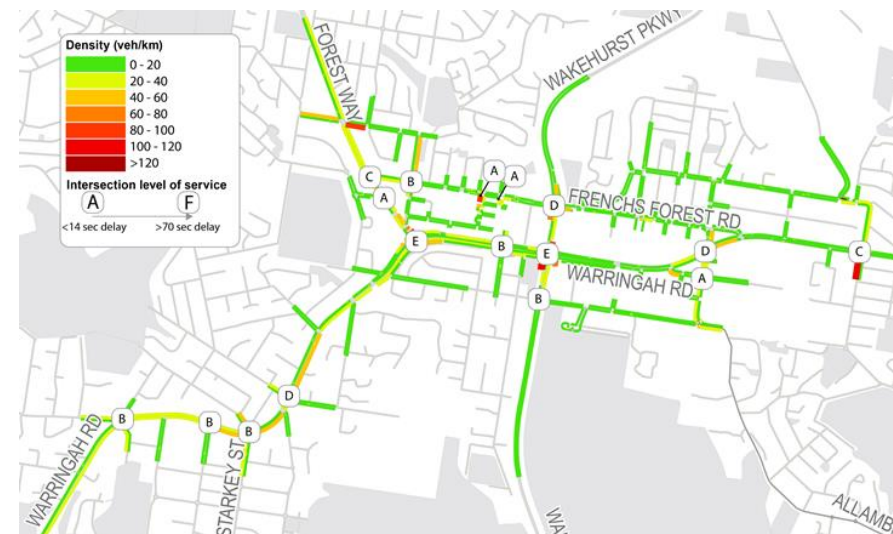 Density (veh/km)
0 - 20
20 - 40
40 - 60
60 - 80
80 - 100
100 - 120
>120
Intersection level of service
A
F
<14 sec delay
>70 sec delay
FOREST WAY
WAKEHURST PKWY
A
A
C
B
A
D
FRENCHS FOREST RD
E
B
E
D
C
WARRINGAH RD
A
B
D
B
B
B
WARRINGAH RD
STARKEY ST
WA
ALLAMB